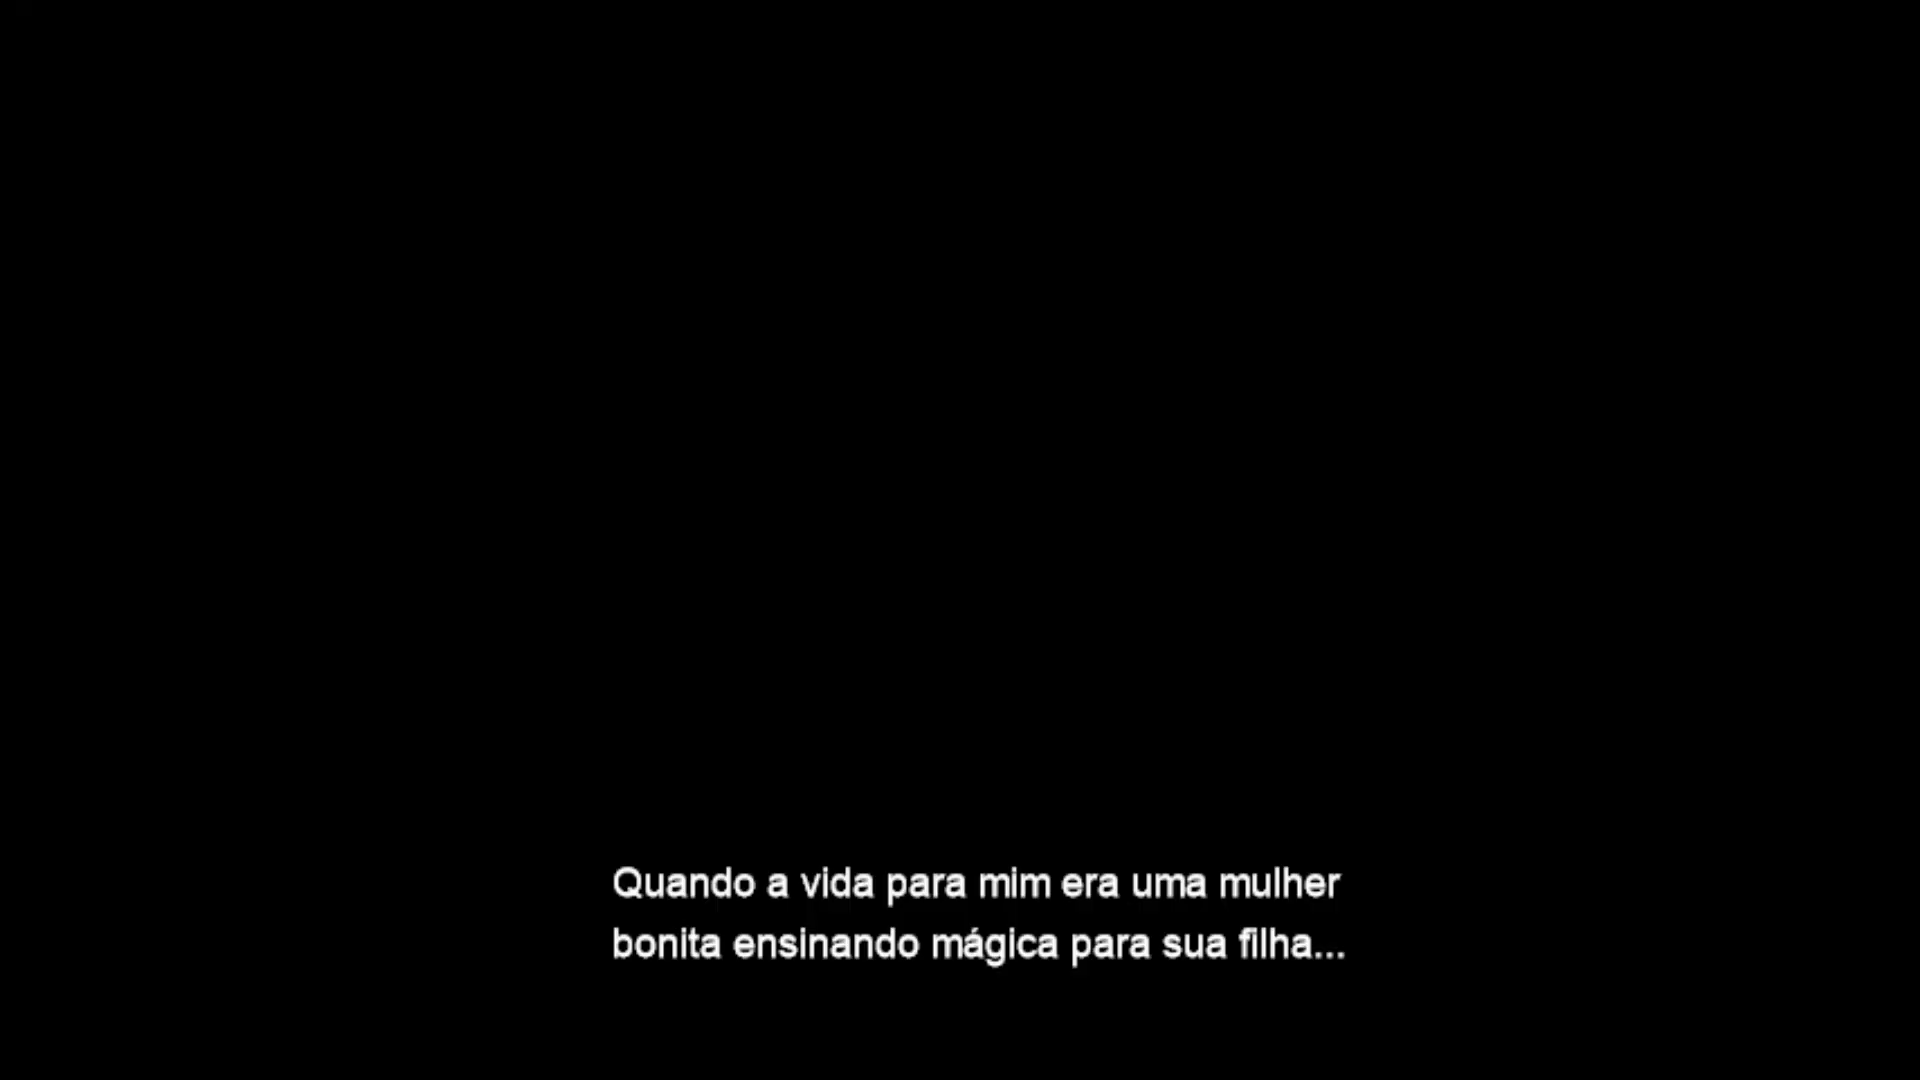 Quando a vida para mim era uma mulher
bonita ensinando mágica para sua filha...